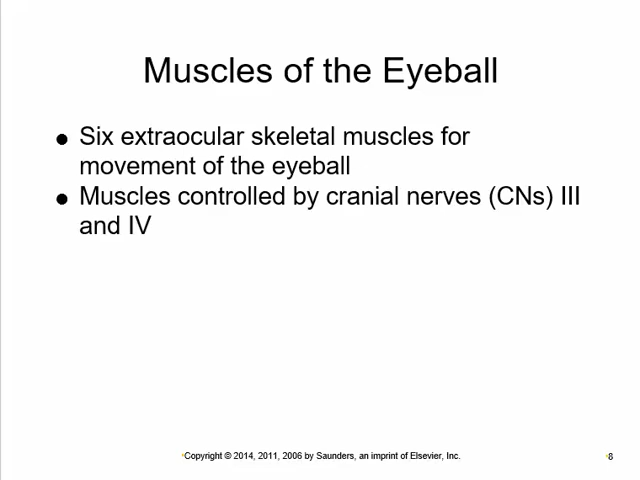 Muscles of the Eyeball
● Six extraocular skeletal muscles for
movement of the eyeball
● Muscles controlled by cranial nerves (CNs) III
and IV
Copyright © 2014, 2011, 2006 by Saunders, an imprint of Elsevier, Inc.
8